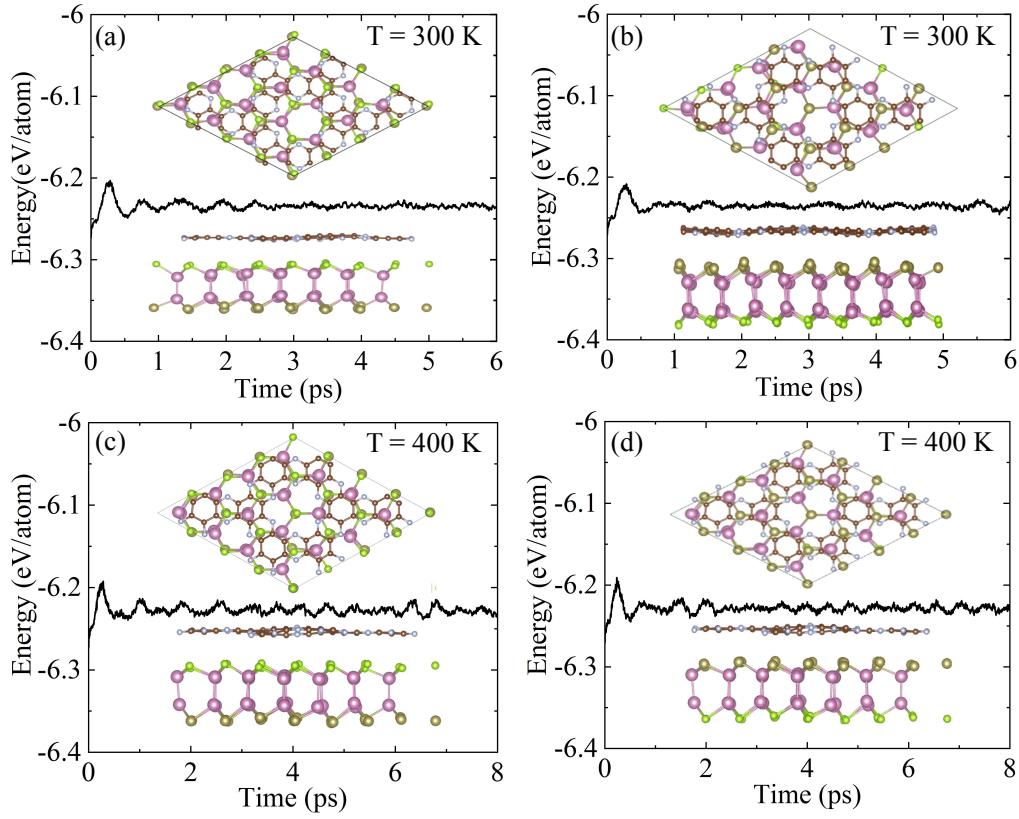 (a) T = 300 K
-6
-6.1
-6.2
-6.3
-6.4
Energy(eV/atom)
0 1 2 3 4 5 6
Time (ps)
(b) T = 300 K
-6
-6.1
-6.2
-6.3
-6.4
Energy (eV/atom)
0 1 2 3 4 5 6
Time (ps)
(c) T = 400 K
-6
-6.1
-6.2
-6.3
-6.4
Energy (eV/atom)
0 2 4 6 8
Time (ps)
(d) T = 400 K
-6
-6.1
-6.2
-6.3
-6.4
Energy (eV/atom)
0 2 4 6 8
Time (ps)